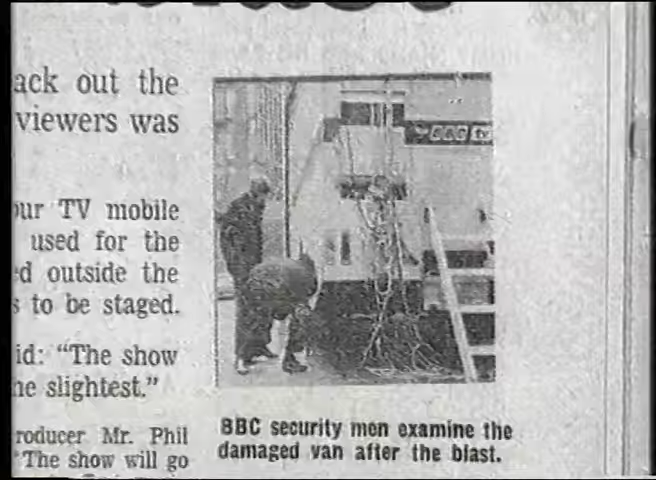 ack out the
viewers was
our TV mobile
used for the
ed outside the
s to be staged.
id: "The show
he slightest."
roducer Mr. Phil
"The show will go
BBC tv
BBC security men examine the
damaged van after the blast.